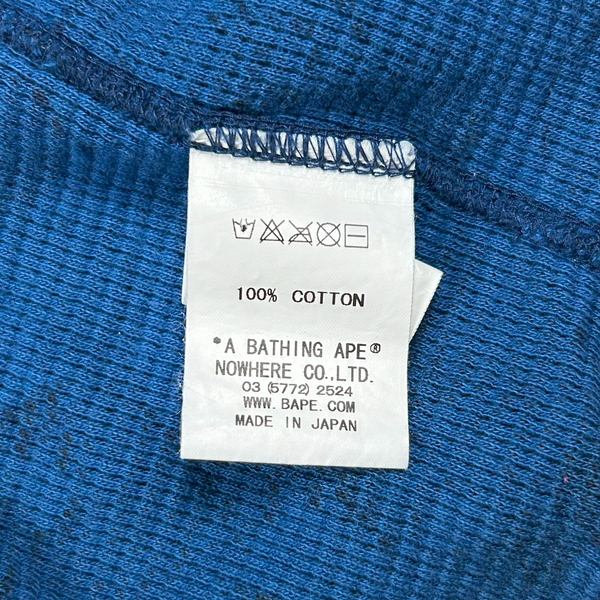 100% COTTON
*A BATHING APE®
NOWHERE CO.,LTD.
03 (5772) 2524
WWW. BAPE. COM
MADE IN JAPAN